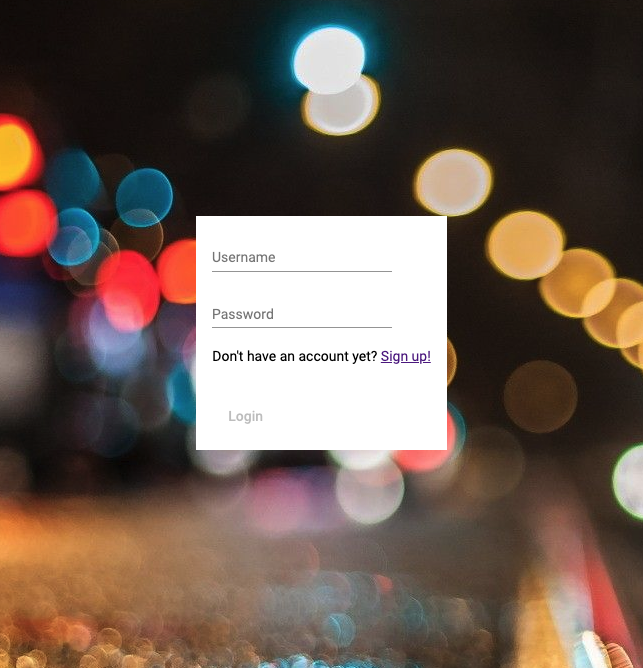 Username
Password
Don't have an account yet? Sign up!
Login